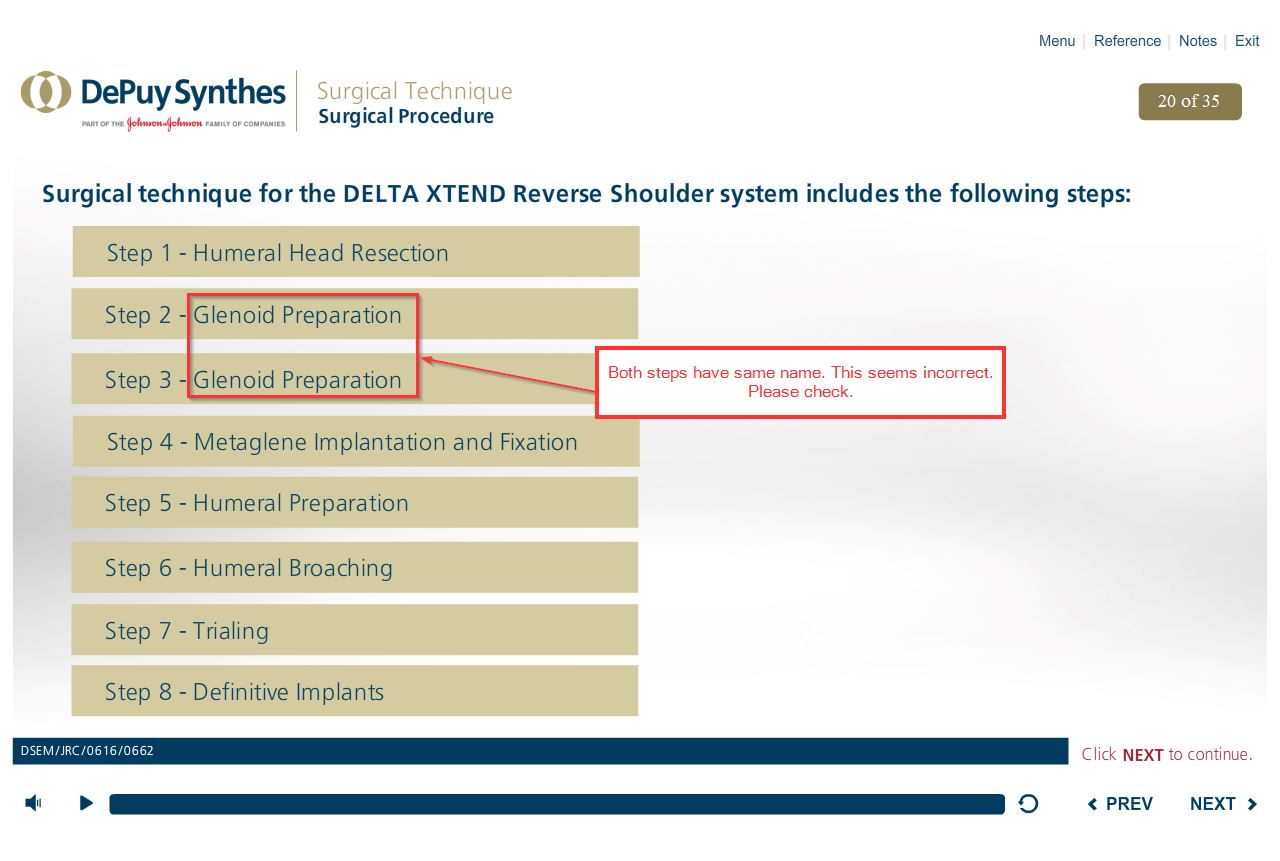 Menu | Reference | Notes | Exit
DePuy Synthes
PART OF THE Johnson & Johnson FAMILY OF COMPANIES
Surgical Technique
Surgical Procedure
20 of 35
Surgical technique for the DELTA XTEND Reverse Shoulder system includes the following steps:
Step 1 - Humeral Head Resection
Step 2 - Glenoid Preparation
Step 3 - Glenoid Preparation
Both steps have same name. This seems incorrect.
Please check.
Step 4 - Metaglene Implantation and Fixation
Step 5 - Humeral Preparation
Step 6 - Humeral Broaching
Step 7 - Trialing
Step 8 - Definitive Implants
DSEM/JRC/0616/0662
Click NEXT to continue.
PREV
NEXT